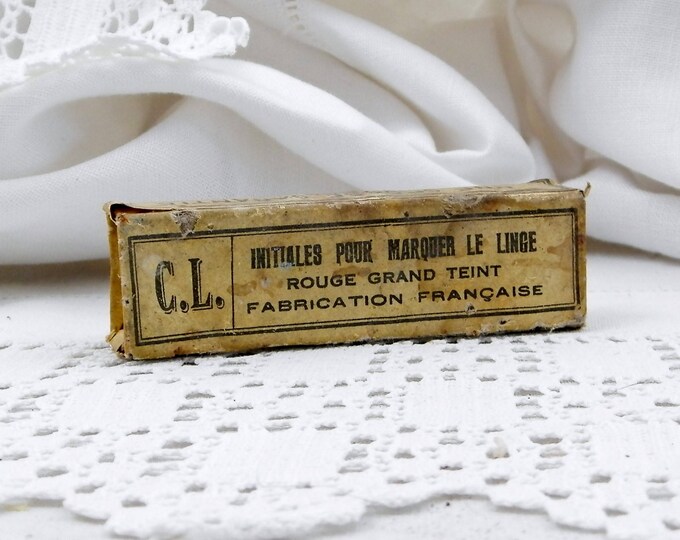 C.L.
INITIALES POUR MARQUER LE LINGE
ROUGE GRAND TEINT
FABRICATION FRANÇAISE